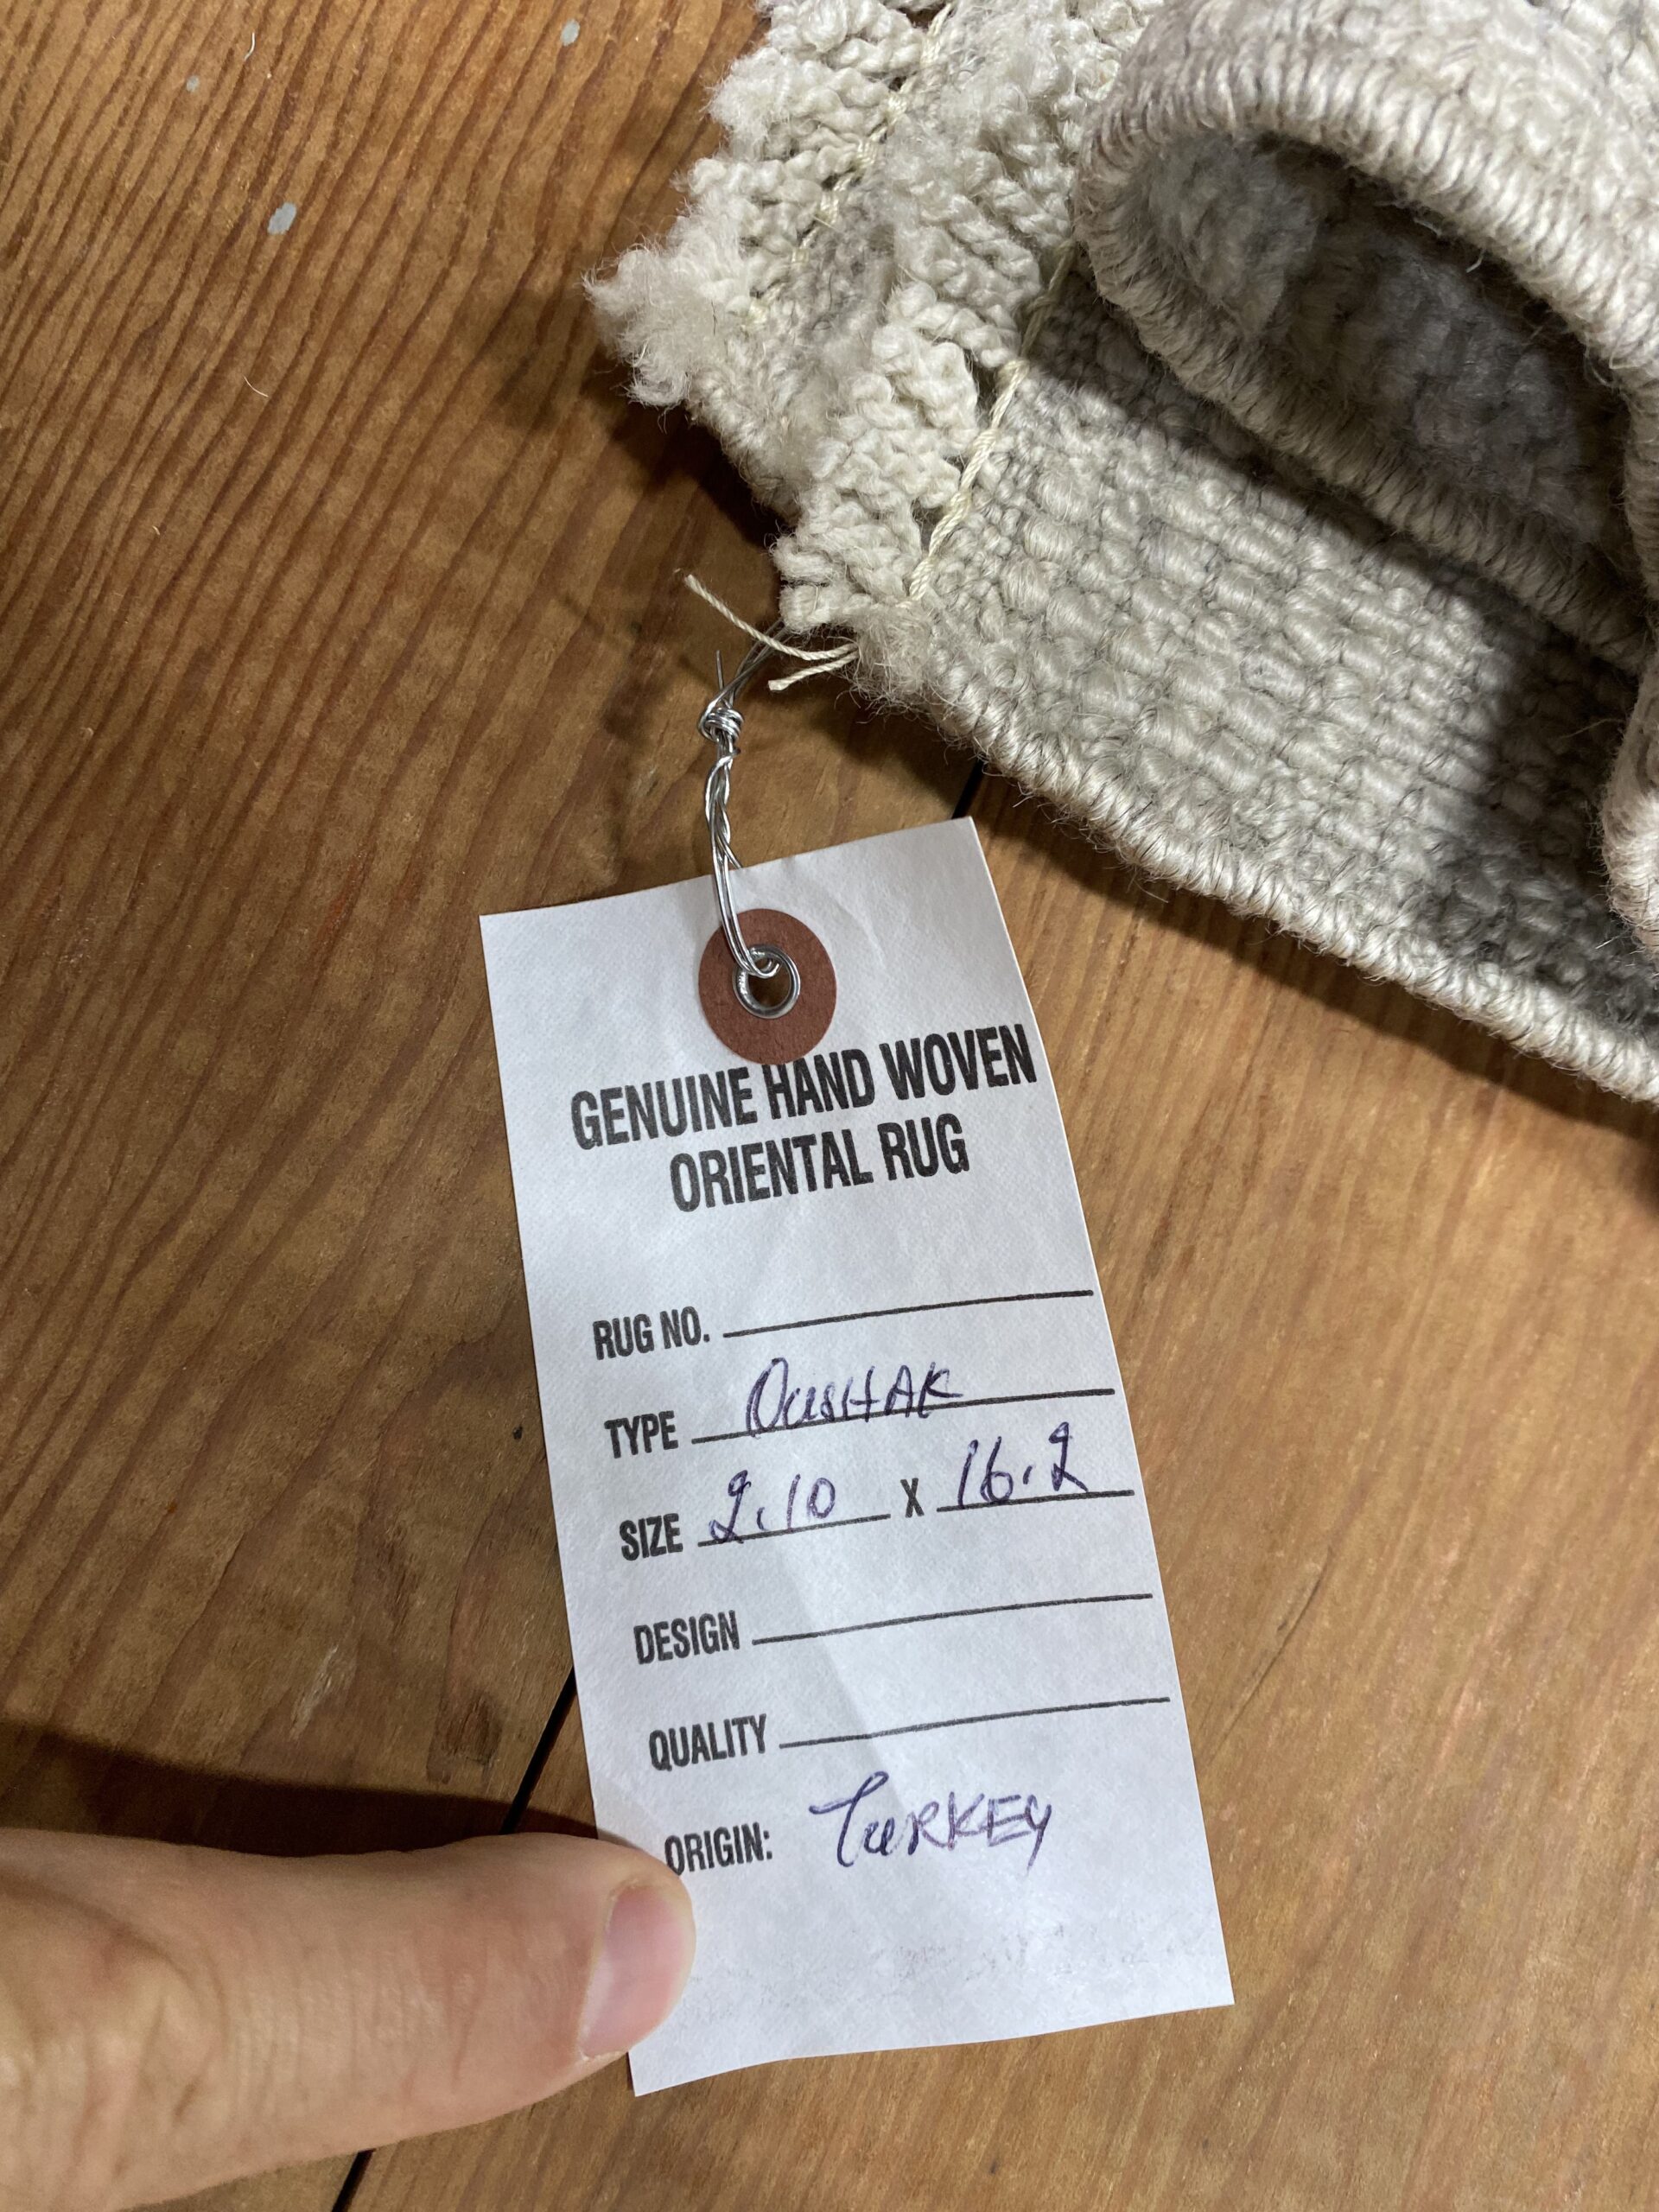 GENUINE HAND WOVEN
ORIENTAL RUG
RUG NO.
TYPE OUSHAK
SIZE 2.10 X 16.2
DESIGN
QUALITY
ORIGIN: TURKEY